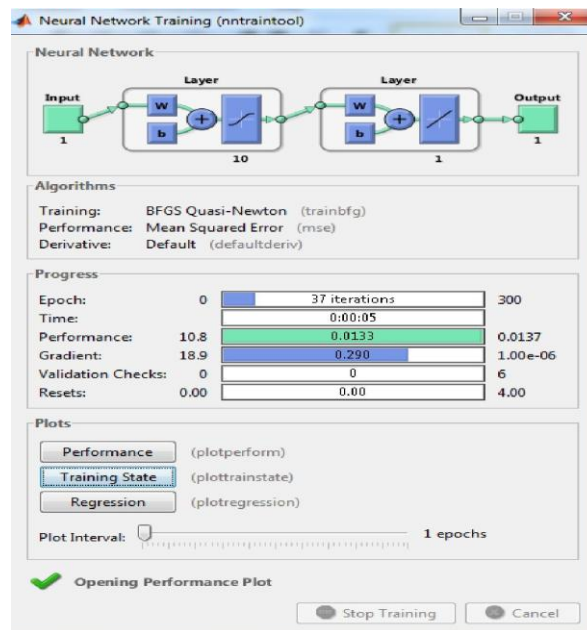 Neural Network Training (nntraintool)
Neural Network
Layer Layer
Input Output
W W
b b
1 10 1 1
Algorithms
Training: BFGS Quasi-Newton (trainbfg)
Performance: Mean Squared Error (mse)
Derivative: Default (defaultderiv)
Progress
Epoch: 0 37 iterations 300
Time: 0:00:05
Performance: 10.8 0.0133 0.0137
Gradient: 18.9 0.290 1.00e-06
Validation Checks: 0 0 6
Resets: 0.00 0.00 4.00
Plots
Performance (plotperform)
Training State (plottrainstate)
Regression (plotregression)
Plot Interval: 1 epochs
Opening Performance Plot
Stop Training Cancel